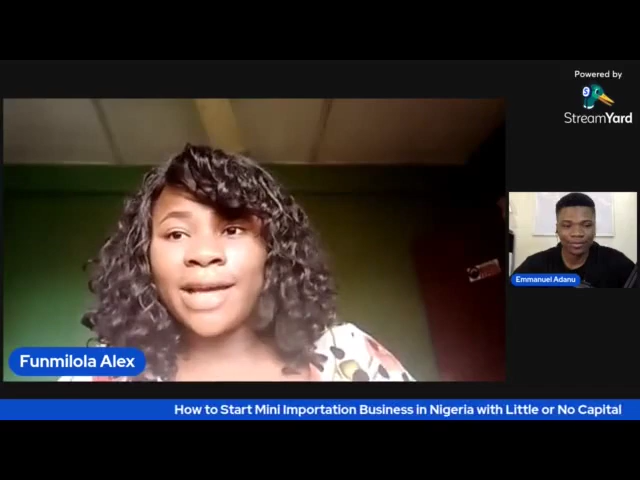 Powered by
StreamYard
Emmanuel Adanu
Funmilola Alex
How to Start Mini Importation Business in Nigeria with Little or No Capital